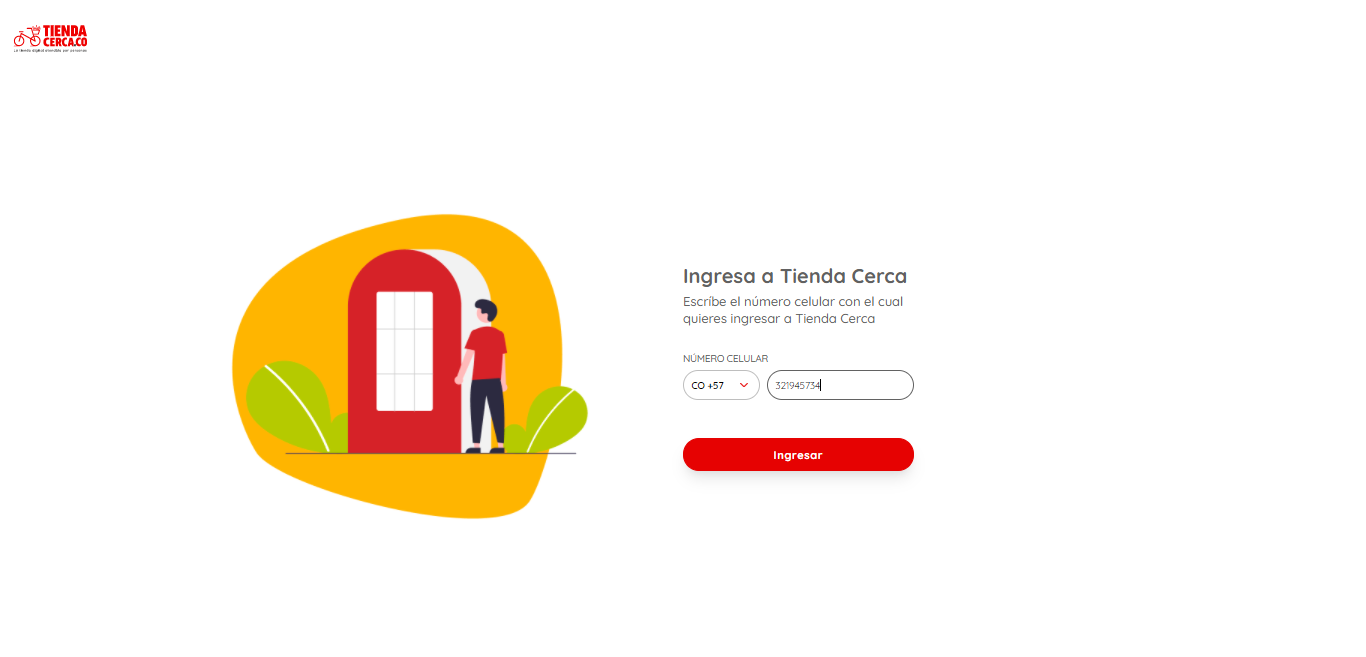 TIENDA
CERCA.CO
La tienda digital atendida por personas
Ingresa a Tienda Cerca
Escríbe el número celular con el cual
quieres ingresar a Tienda Cerca
NÚMERO CELULAR
CO +57
321945734
Ingresar